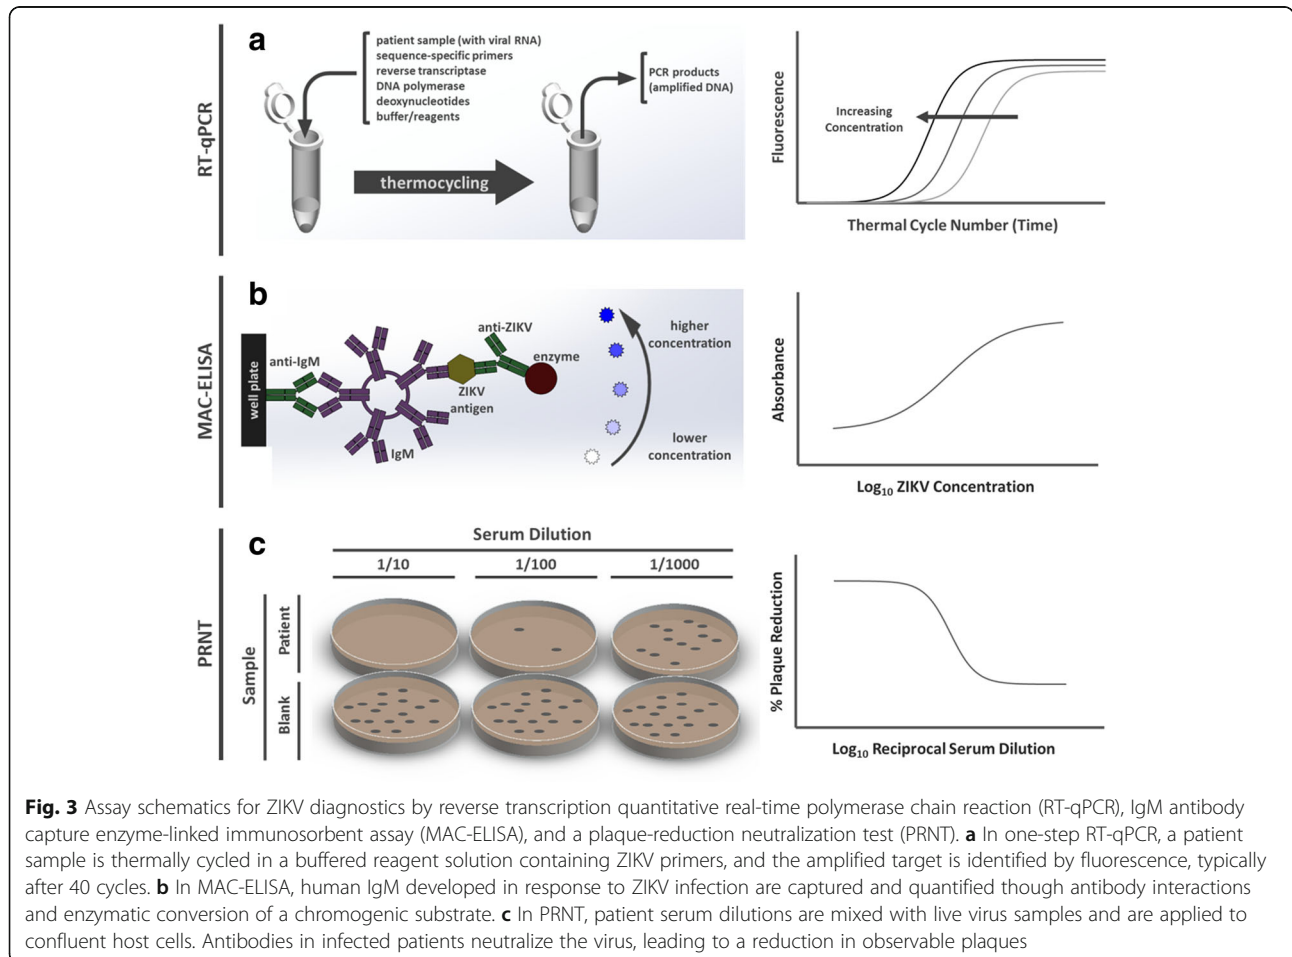 RT-qPCR
a
patient sample (with viral RNA)
sequence-specific primers
reverse transcriptase
DNA polymerase
deoxynucleotides
buffer/reagents
PCR products
(amplified DNA)
thermocycling
Fluorescence
Increasing
Concentration
Thermal Cycle Number (Time)
MAC-ELISA
b
well plate
anti-IgM
IgM
anti-ZIKV
enzyme
ZIKV
antigen
higher
concentration
lower
concentration
Absorbance
Log₁₀ ZIKV Concentration
PRNT
c
Serum Dilution
1/10 1/100 1/1000
Sample
Patient
Blank
% Plaque Reduction
Log₁₀ Reciprocal Serum Dilution
Fig. 3 Assay schematics for ZIKV diagnostics by reverse transcription quantitative real-time polymerase chain reaction (RT-qPCR), IgM antibody
capture enzyme-linked immunosorbent assay (MAC-ELISA), and a plaque-reduction neutralization test (PRNT). a In one-step RT-qPCR, a patient
sample is thermally cycled in a buffered reagent solution containing ZIKV primers, and the amplified target is identified by fluorescence, typically
after 40 cycles. b In MAC-ELISA, human IgM developed in response to ZIKV infection are captured and quantified though antibody interactions
and enzymatic conversion of a chromogenic substrate. c In PRNT, patient serum dilutions are mixed with live virus samples and are applied to
confluent host cells. Antibodies in infected patients neutralize the virus, leading to a reduction in observable plaques